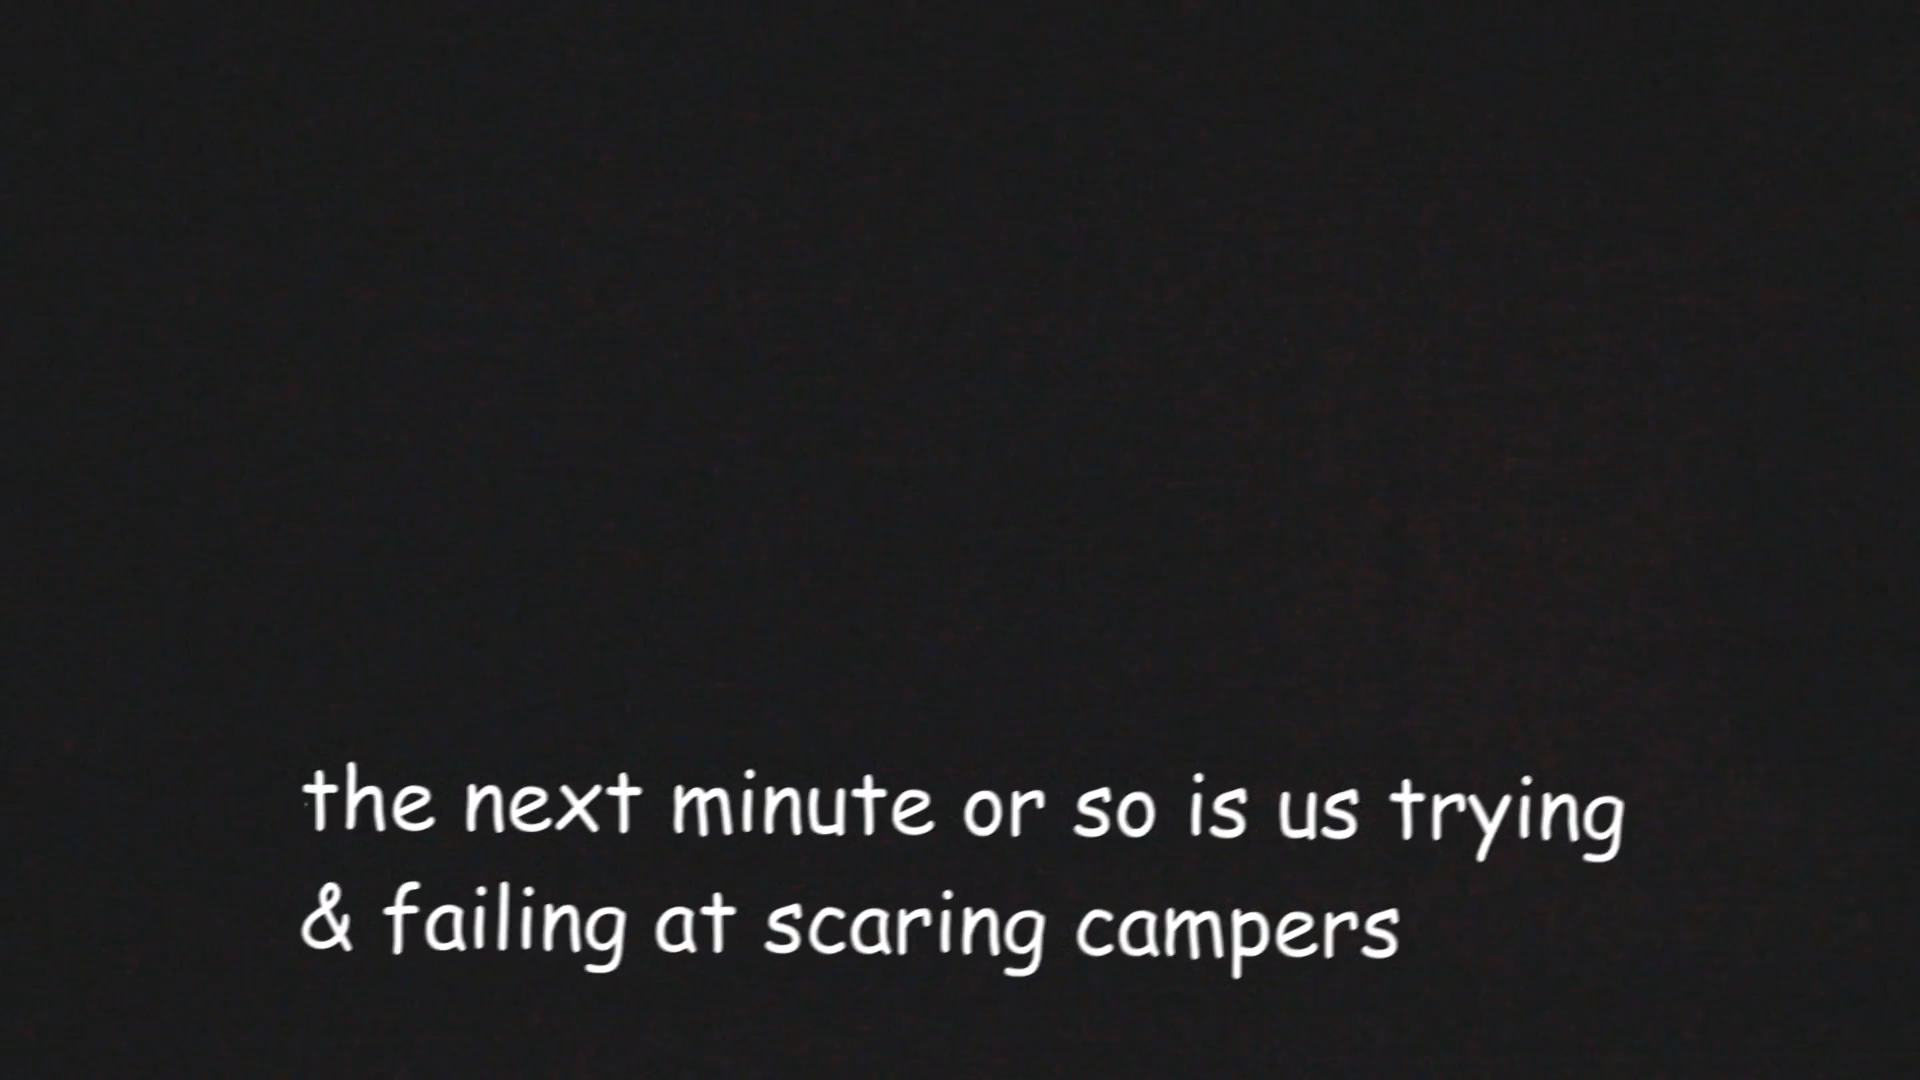 the next minute or so is us trying
& failing at scaring campers